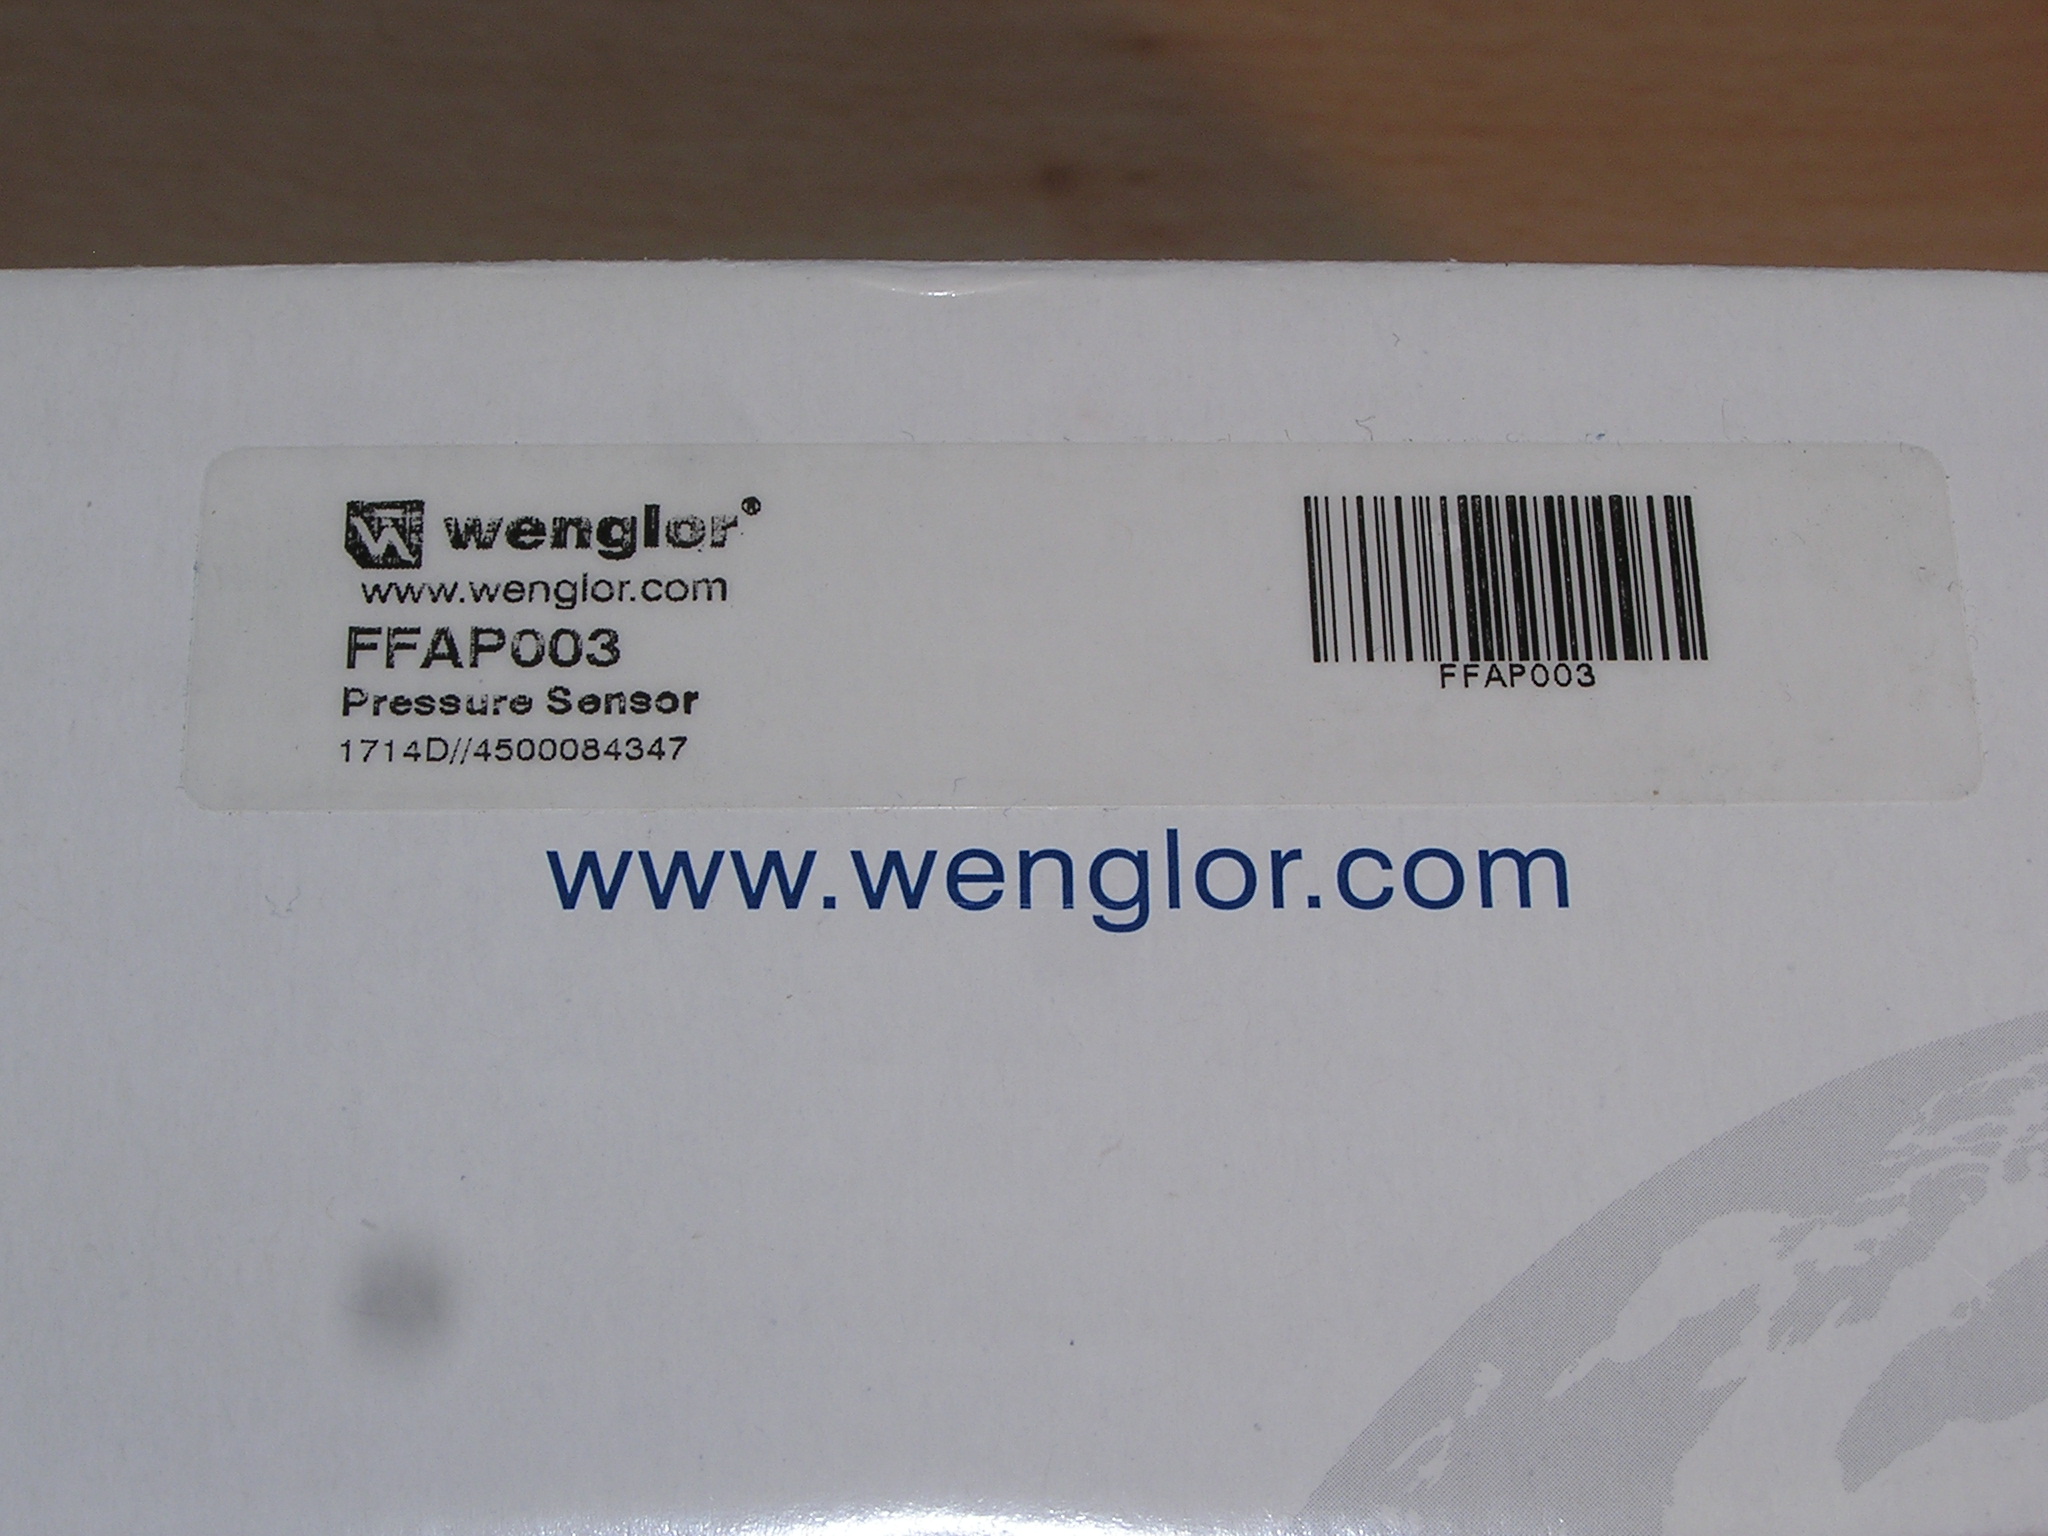 wenglor®
www.wenglor.com
FFAP003
Pressure Sensor
1714D//4500084347
FFAP003
www.wenglor.com